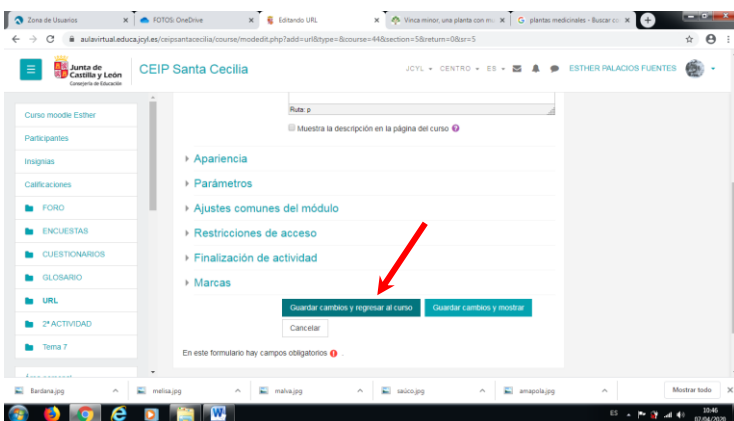 Zona de Usuarios
FOTOS: OneDrive
Editando URL
Vinca minor, una planta con mu
plantas medicinales - Buscar co
aulavirtual.educa.jcyl.es/ceipsantacecilia/course/modedit.php?add=url&type=&course=44&section=5&return=0&sr=5
Junta de
Castilla y León
Consejería de Educación
CEIP Santa Cecilia
JCYL CENTRO ES
ESTHER PALACIOS FUENTES
Curso moodle Esther
Participantes
Insignias
Calificaciones
FORO
ENCUESTAS
CUESTIONARIOS
GLOSARIO
URL
2ª ACTIVIDAD
Tema 7
Ruta: p
Muestra la descripción en la página del curso
Apariencia
Parámetros
Ajustes comunes del módulo
Restricciones de acceso
Finalización de actividad
Marcas
Guardar cambios y regresar al curso
Guardar cambios y mostrar
Cancelar
En este formulario hay campos obligatorios
Bardana.jpg
melisa.jpg
malva.jpg
saúco.jpg
amapola.jpg
Mostrar todo
ES
10:46
02/04/2020